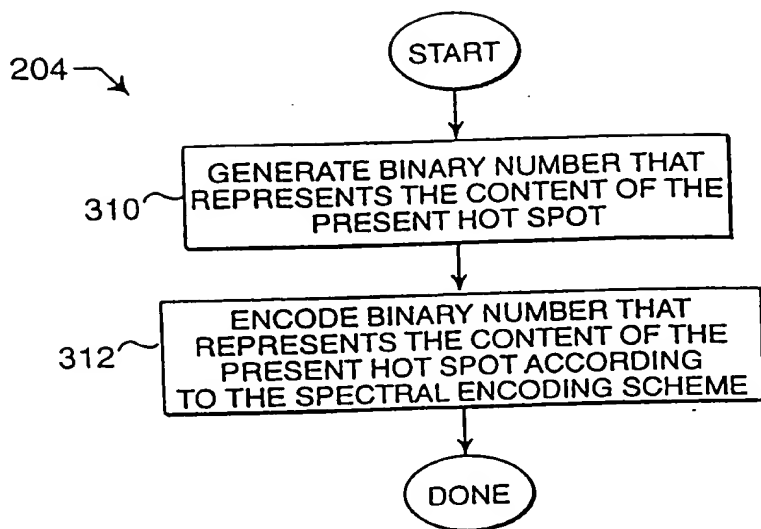 204
START
310
GENERATE BINARY NUMBER THAT
REPRESENTS THE CONTENT OF THE
PRESENT HOT SPOT
312
ENCODE BINARY NUMBER THAT
REPRESENTS THE CONTENT OF THE
PRESENT HOT SPOT ACCORDING
TO THE SPECTRAL ENCODING SCHEME
DONE